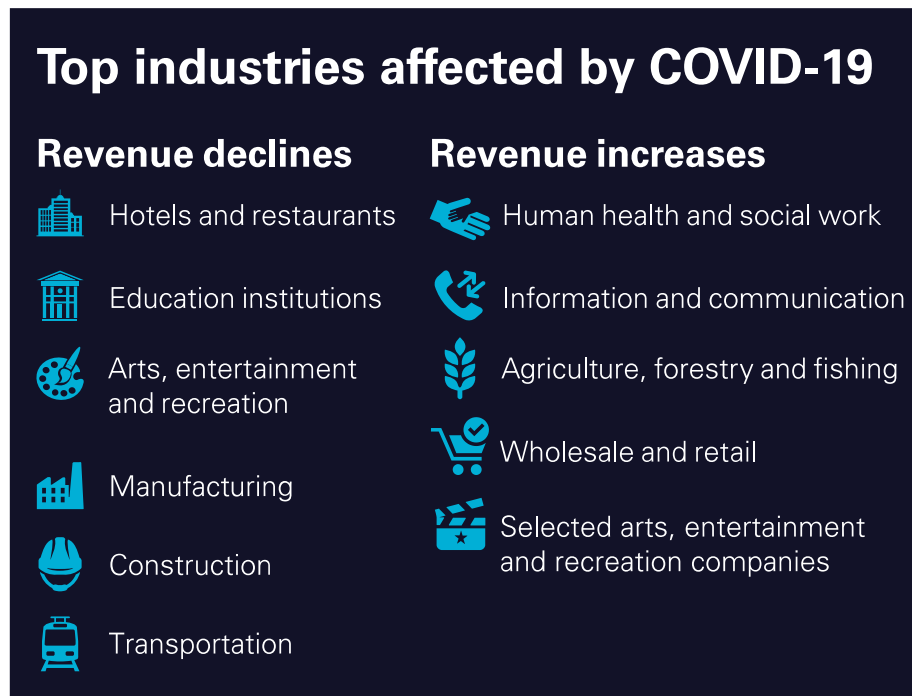 Top industries affected by COVID-19
Revenue declines
Hotels and restaurants
Education institutions
Arts, entertainment
and recreation
Manufacturing
Construction
Transportation
Revenue increases
Human health and social work
Information and communication
Agriculture, forestry and fishing
Wholesale and retail
Selected arts, entertainment
and recreation companies